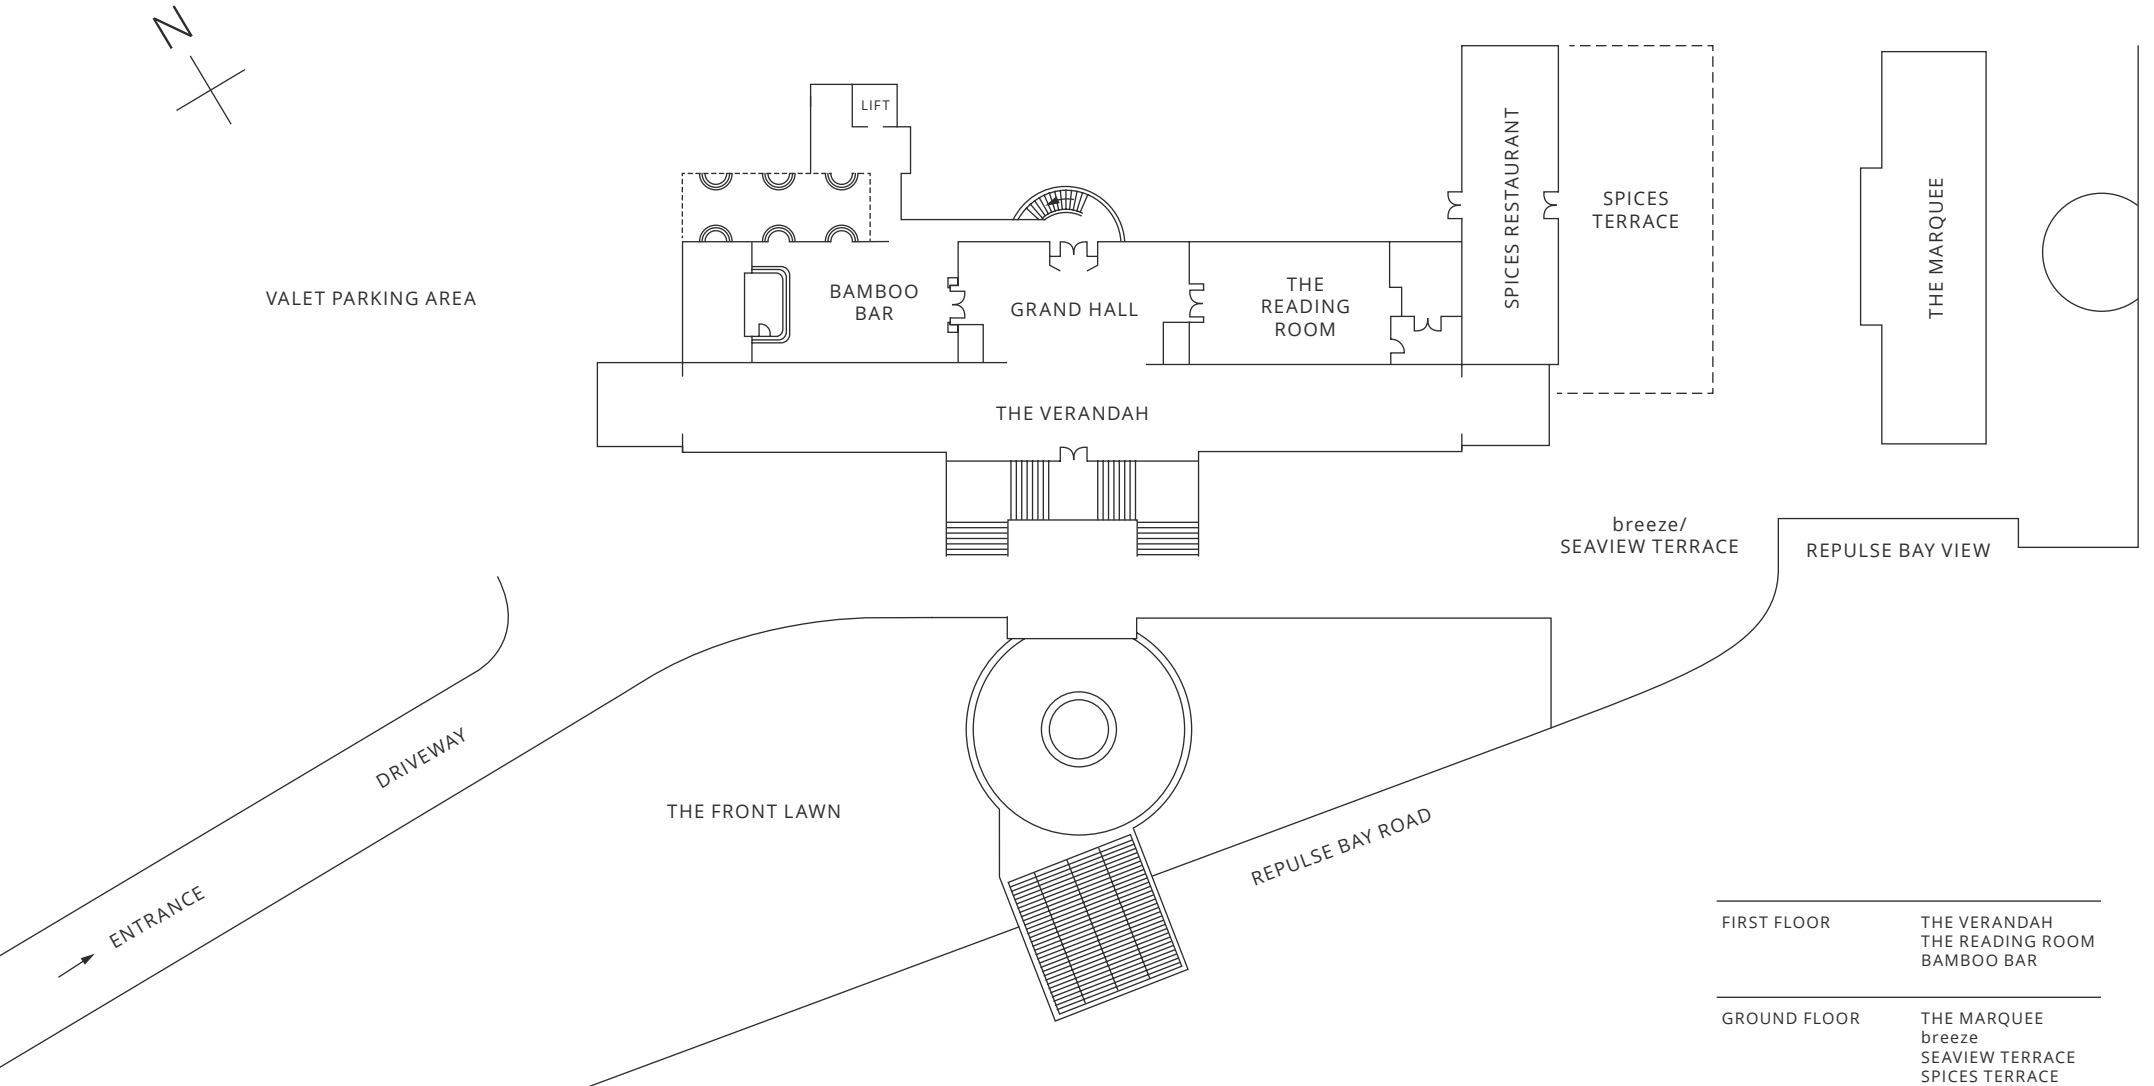 N
LIFT
VALET PARKING AREA
BAMBOO
BAR
GRAND HALL
THE
READING
ROOM
SPICES RESTAURANT
SPICES
TERRACE
THE MARQUEE
THE VERANDAH
breeze/
SEAVIEW TERRACE
REPULSE BAY VIEW
DRIVEWAY
ENTRANCE
THE FRONT LAWN
REPULSE BAY ROAD
FIRST FLOOR THE VERANDAH
THE READING ROOM
BAMBOO BAR
GROUND FLOOR THE MARQUEE
breeze
SEAVIEW TERRACE
SPICES TERRACE